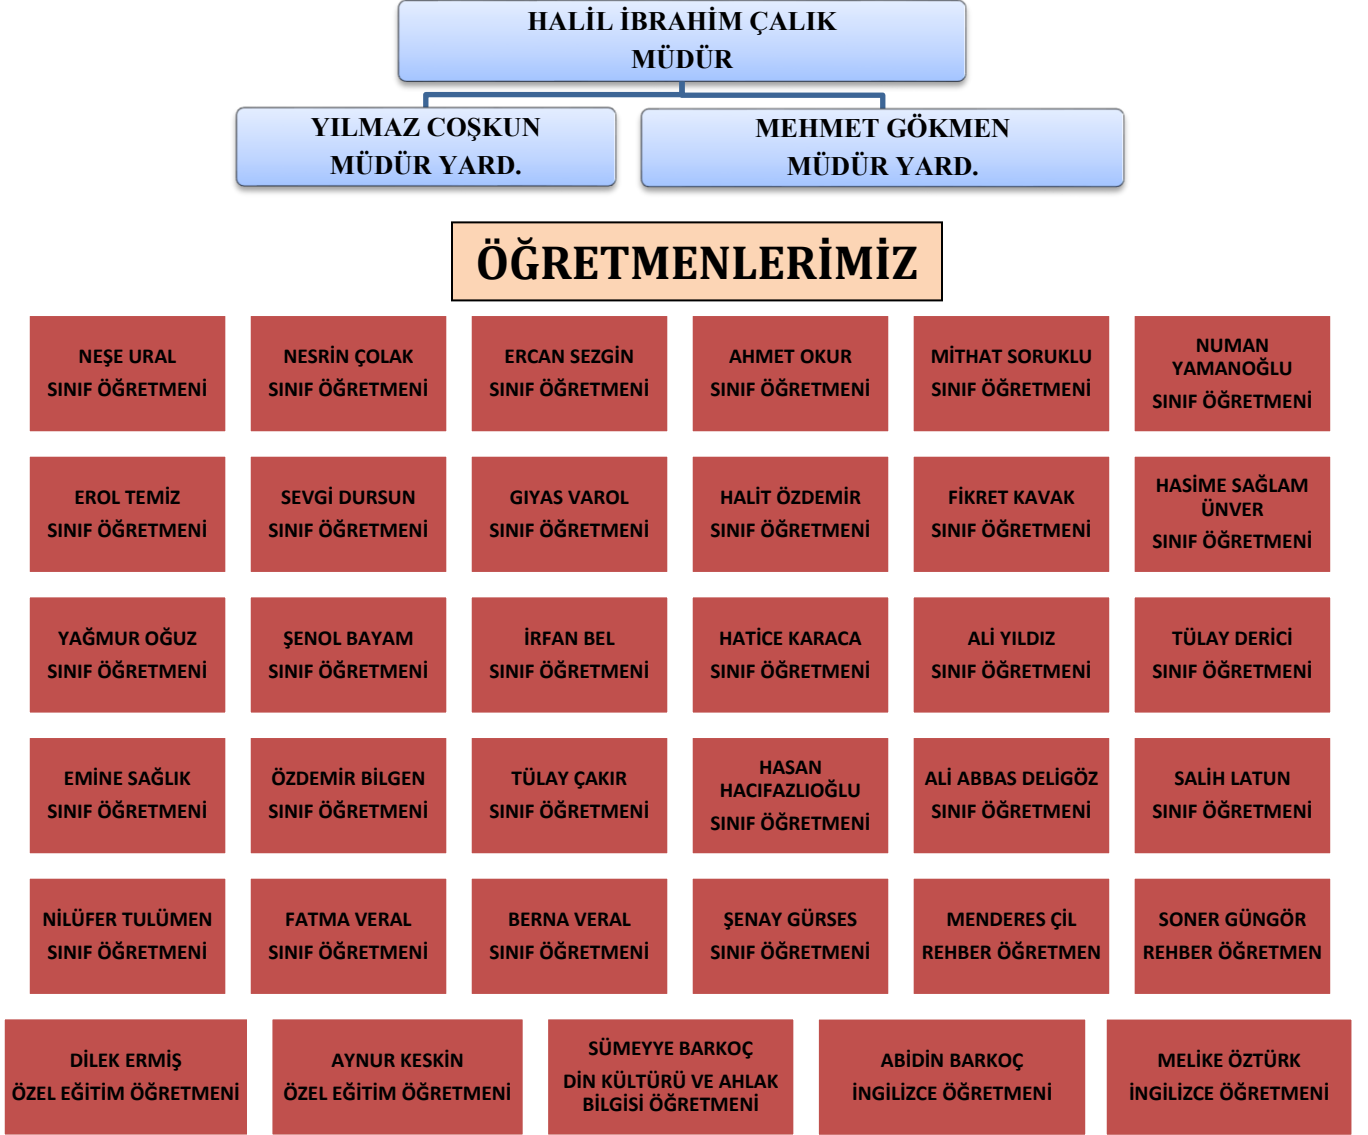 HALİL İBRAHİM ÇALIK
MÜDÜR
YILMAZ COŞKUN
MÜDÜR YARD.
MEHMET GÖKMEN
MÜDÜR YARD.
ÖĞRETMENLERİMİZ
NEŞE URAL
SINIF ÖĞRETMENİ
NESRİN ÇOLAK
SINIF ÖĞRETMENİ
ERCAN SEZGİN
SINIF ÖĞRETMENİ
AHMET OKUR
SINIF ÖĞRETMENİ
MİTHAT SORUKLU
SINIF ÖĞRETMENİ
NUMAN
YAMANOĞLU
SINIF ÖĞRETMENİ
EROL TEMİZ
SINIF ÖĞRETMENİ
SEVGİ DURSUN
SINIF ÖĞRETMENİ
GIYAS VAROL
SINIF ÖĞRETMENİ
HALİT ÖZDEMİR
SINIF ÖĞRETMENİ
FİKRET KAVAK
SINIF ÖĞRETMENİ
HASİME SAĞLAM
ÜNVER
SINIF ÖĞRETMENİ
YAĞMUR OĞUZ
SINIF ÖĞRETMENİ
ŞENOL BAYAM
SINIF ÖĞRETMENİ
İRFAN BEL
SINIF ÖĞRETMENİ
HATİCE KARACA
SINIF ÖĞRETMENİ
ALİ YILDIZ
SINIF ÖĞRETMENİ
TÜLAY DERİCİ
SINIF ÖĞRETMENİ
EMİNE SAĞLIK
SINIF ÖĞRETMENİ
ÖZDEMİR BİLGEN
SINIF ÖĞRETMENİ
TÜLAY ÇAKIR
SINIF ÖĞRETMENİ
HASAN
HACIFAZLIOĞLU
SINIF ÖĞRETMENİ
ALİ ABBAS DELİGÖZ
SINIF ÖĞRETMENİ
SALİH LATUN
SINIF ÖĞRETMENİ
NİLÜFER TULÜMEN
SINIF ÖĞRETMENİ
FATMA VERAL
SINIF ÖĞRETMENİ
BERNA VERAL
SINIF ÖĞRETMENİ
ŞENAY GÜRSES
SINIF ÖĞRETMENİ
MENDERES ÇİL
REHBER ÖĞRETMEN
SONER GÜNGÖR
REHBER ÖĞRETMEN
DİLEK ERMİŞ
ÖZEL EĞİTİM ÖĞRETMENİ
AYNUR KESKİN
ÖZEL EĞİTİM ÖĞRETMENİ
SÜMEYYE BARKOÇ
DİN KÜLTÜRÜ VE AHLAK
BİLGİSİ ÖĞRETMENİ
ABİDİN BARKOÇ
İNGİLİZCE ÖĞRETMENİ
MELİKE ÖZTÜRK
İNGİLİZCE ÖĞRETMENİ